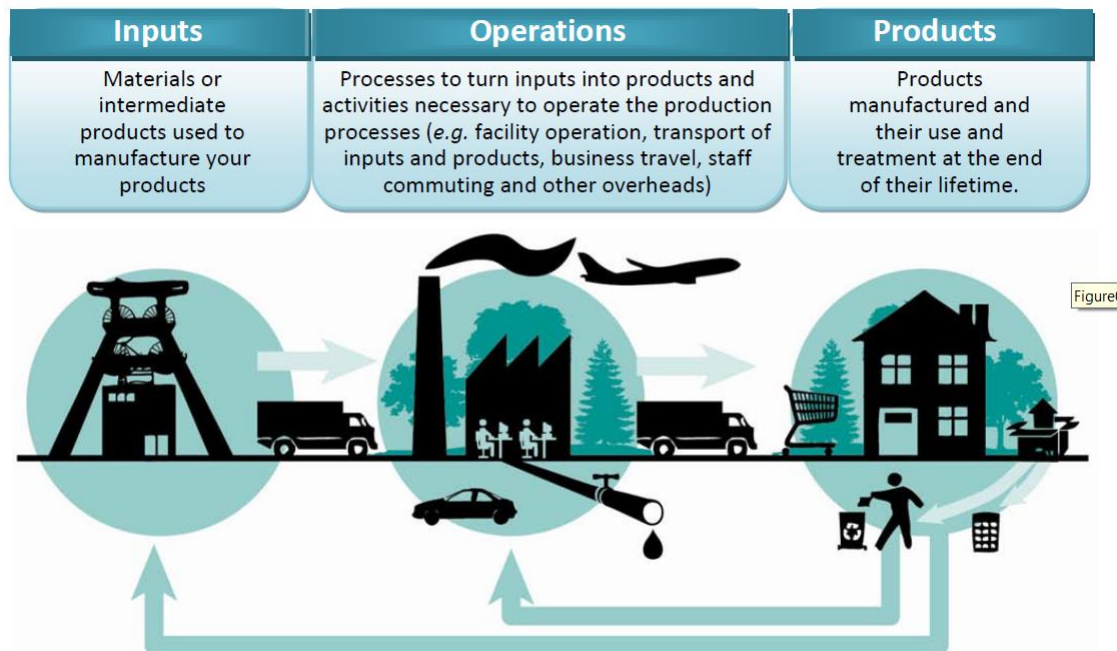 Inputs
Materials or
intermediate
products used to
manufacture your
products
Operations
Processes to turn inputs into products and
activities necessary to operate the production
processes (e.g. facility operation, transport of
inputs and products, business travel, staff
commuting and other overheads)
Products
Products
manufactured and
their use and
treatment at the end
of their lifetime.